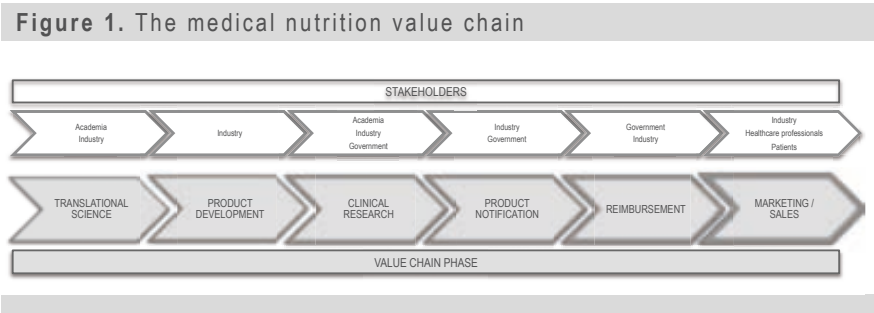 Figure 1. The medical nutrition value chain
STAKEHOLDERS
Academia
Industry
Industry
Academia
Industry
Government
Industry
Government
Government
Industry
Industry
Healthcare professionals
Patients
TRANSLATIONAL
SCIENCE
PRODUCT
DEVELOPMENT
CLINICAL
RESEARCH
PRODUCT
NOTIFICATION
REIMBURSEMENT
MARKETING /
SALES
VALUE CHAIN PHASE